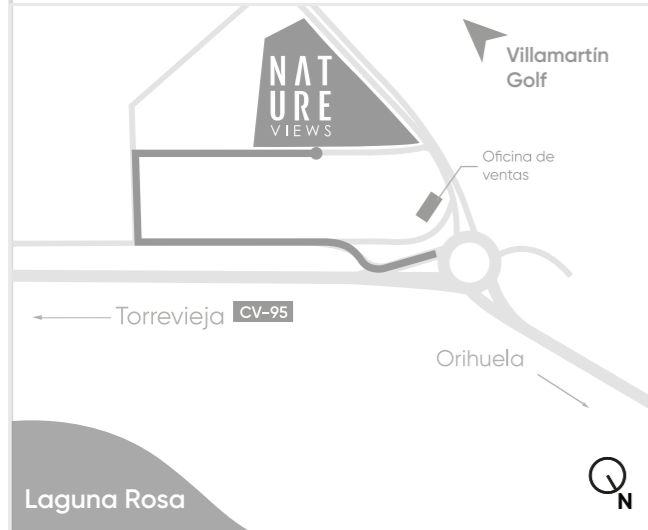 NAT
URE
VIEWS
Villamartín
Golf
Oficina de
ventas
Torrevieja CV-95
Orihuela
Laguna Rosa
N